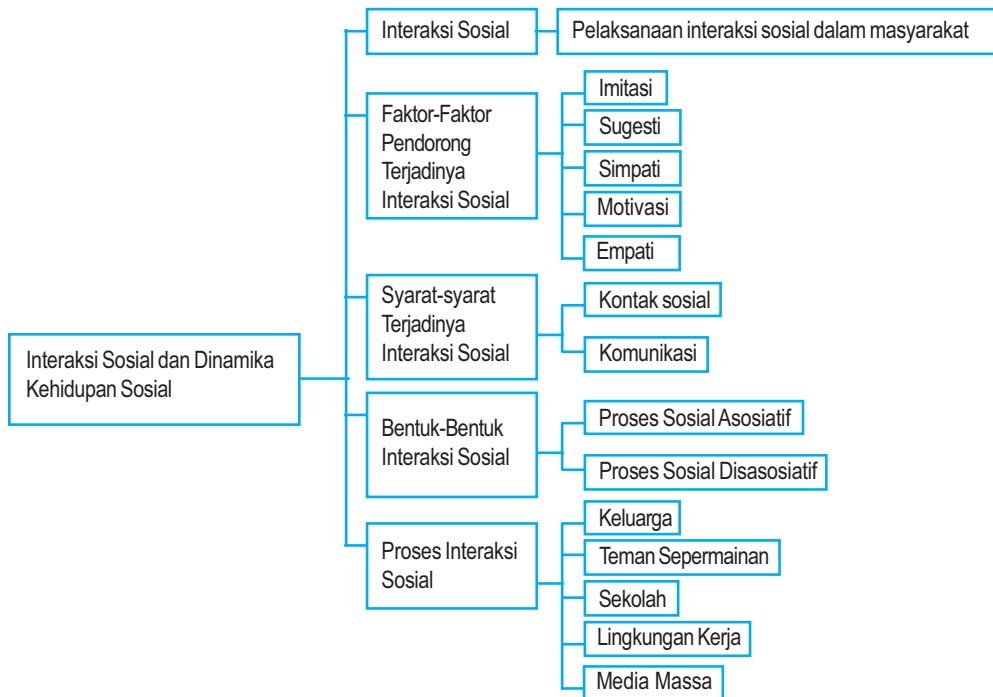 Interaksi Sosial dan Dinamika
Kehidupan Sosial
Interaksi Sosial
Pelaksanaan interaksi sosial dalam masyarakat
Faktor-Faktor
Pendorong
Terjadinya
Interaksi Sosial
Imitasi
Sugesti
Simpati
Motivasi
Empati
Syarat-syarat
Terjadinya
Interaksi Sosial
Kontak sosial
Komunikasi
Bentuk-Bentuk
Interaksi Sosial
Proses Sosial Asosiatif
Proses Sosial Disasosiatif
Proses Interaksi
Sosial
Keluarga
Teman Sepermainan
Sekolah
Lingkungan Kerja
Media Massa